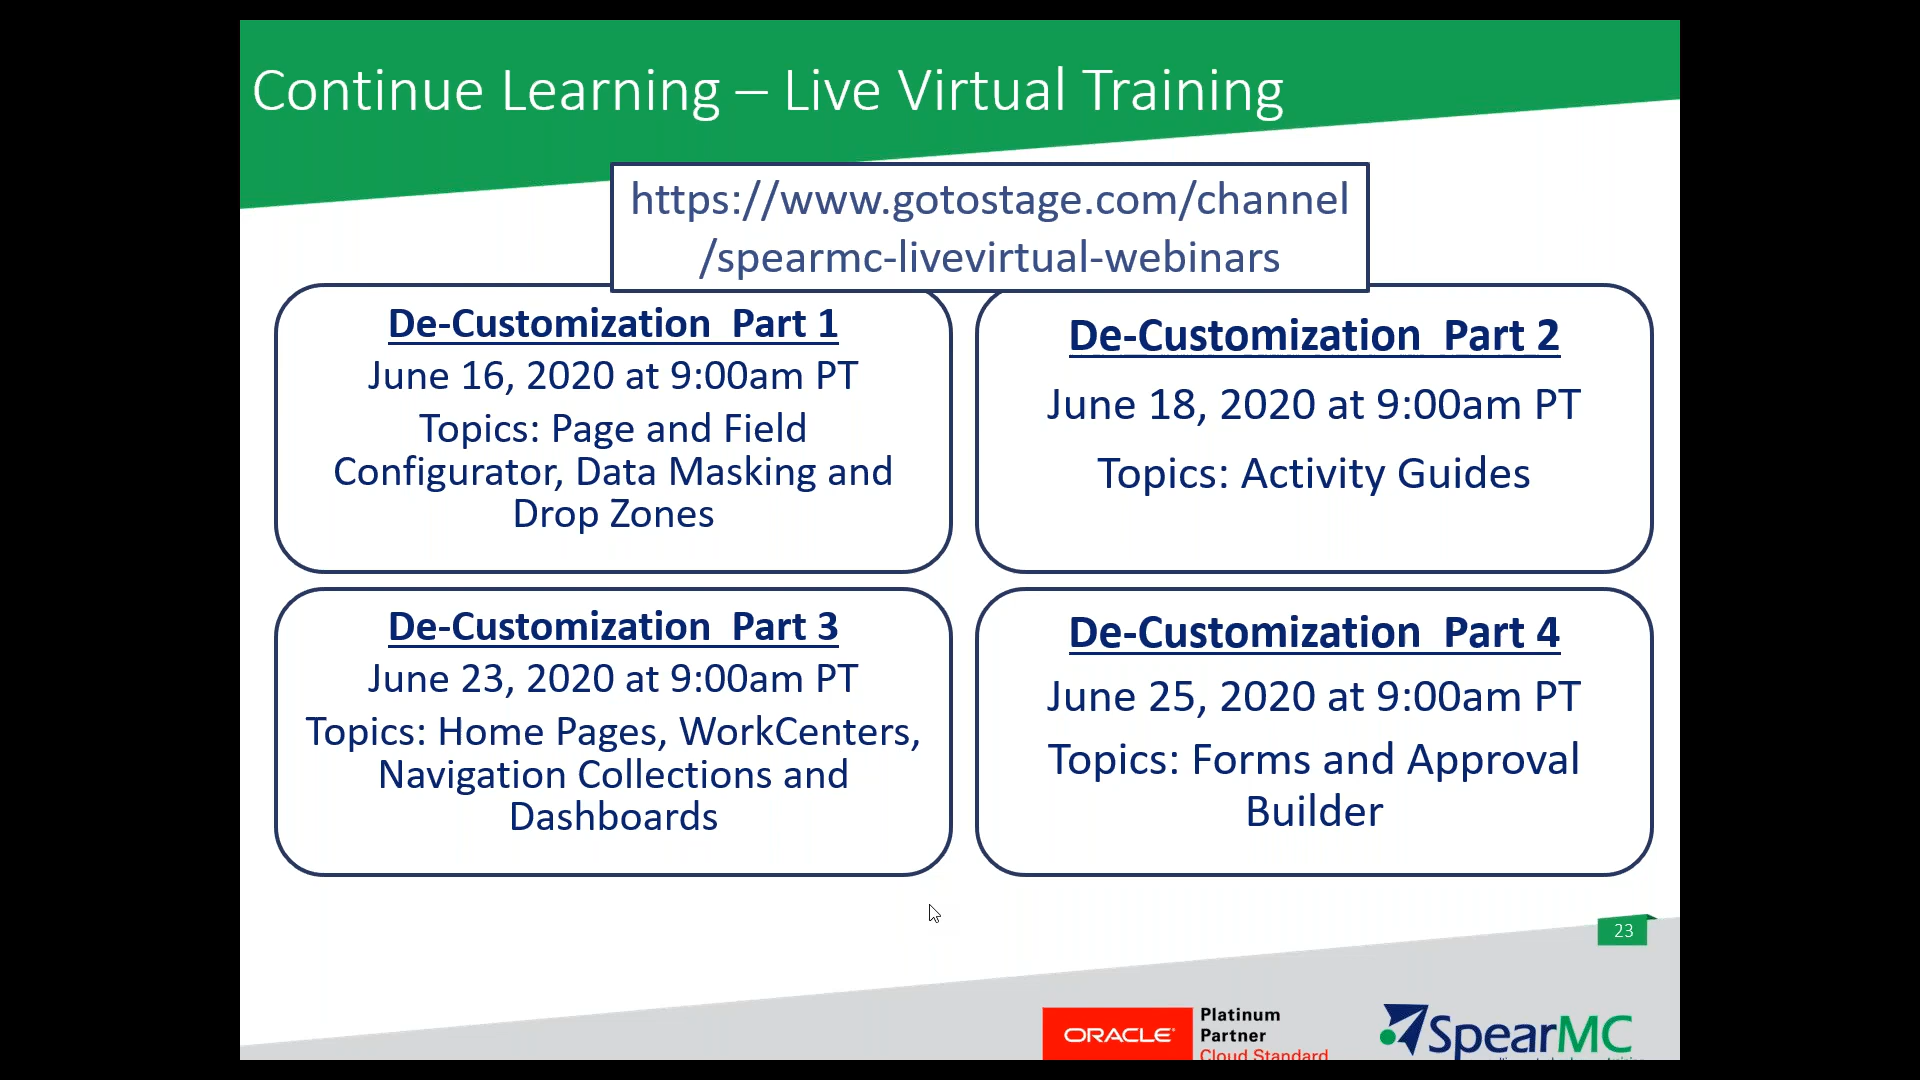 Continue Learning – Live Virtual Training
https://www.gotostage.com/channel
/spearmc-livevirtual-webinars
De-Customization  Part 1
June 16, 2020 at 9:00am PT
Topics: Page and Field
Configurator, Data Masking and
Drop Zones
De-Customization  Part 2
June 18, 2020 at 9:00am PT
Topics: Activity Guides
De-Customization  Part 3
June 23, 2020 at 9:00am PT
Topics: Home Pages, WorkCenters,
Navigation Collections and
Dashboards
De-Customization  Part 4
June 25, 2020 at 9:00am PT
Topics: Forms and Approval
Builder
23
ORACLE
Platinum
Partner
Cloud Standard
SpearMC